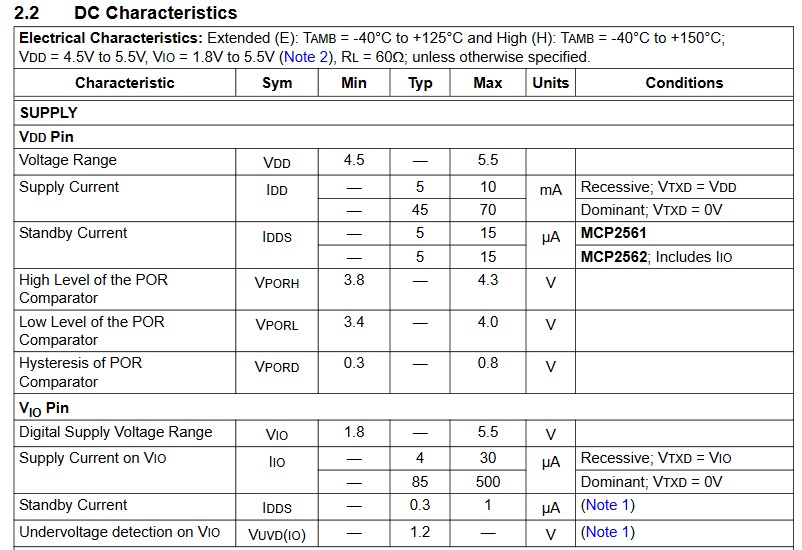 2.2 DC Characteristics
Electrical Characteristics: Extended (E): TAMB = -40°C to +125°C and High (H): TAMB = -40°C to +150°C;
VDD = 4.5V to 5.5V, VIO = 1.8V to 5.5V (Note 2), RL = 60Ω; unless otherwise specified.
Characteristic Sym Min Typ Max Units Conditions
SUPPLY
VDD Pin
Voltage Range VDD 4.5 — 5.5
Supply Current IDD — 5 10 mA Recessive; VTXD = VDD
— 45 70 Dominant; VTXD = 0V
Standby Current IDDS — 5 15 µA MCP2561
— 5 15 MCP2562; Includes IIO
High Level of the POR
Comparator VPORH 3.8 — 4.3 V
Low Level of the POR
Comparator VPORL 3.4 — 4.0 V
Hysteresis of POR
Comparator VPORD 0.3 — 0.8 V
VIO Pin
Digital Supply Voltage Range VIO 1.8 — 5.5 V
Supply Current on VIO IIO — 4 30 µA Recessive; VTXD = VIO
— 85 500 Dominant; VTXD = 0V
Standby Current IDDS — 0.3 1 µA (Note 1)
Undervoltage detection on VIO VUVD(IO) — 1.2 — V (Note 1)